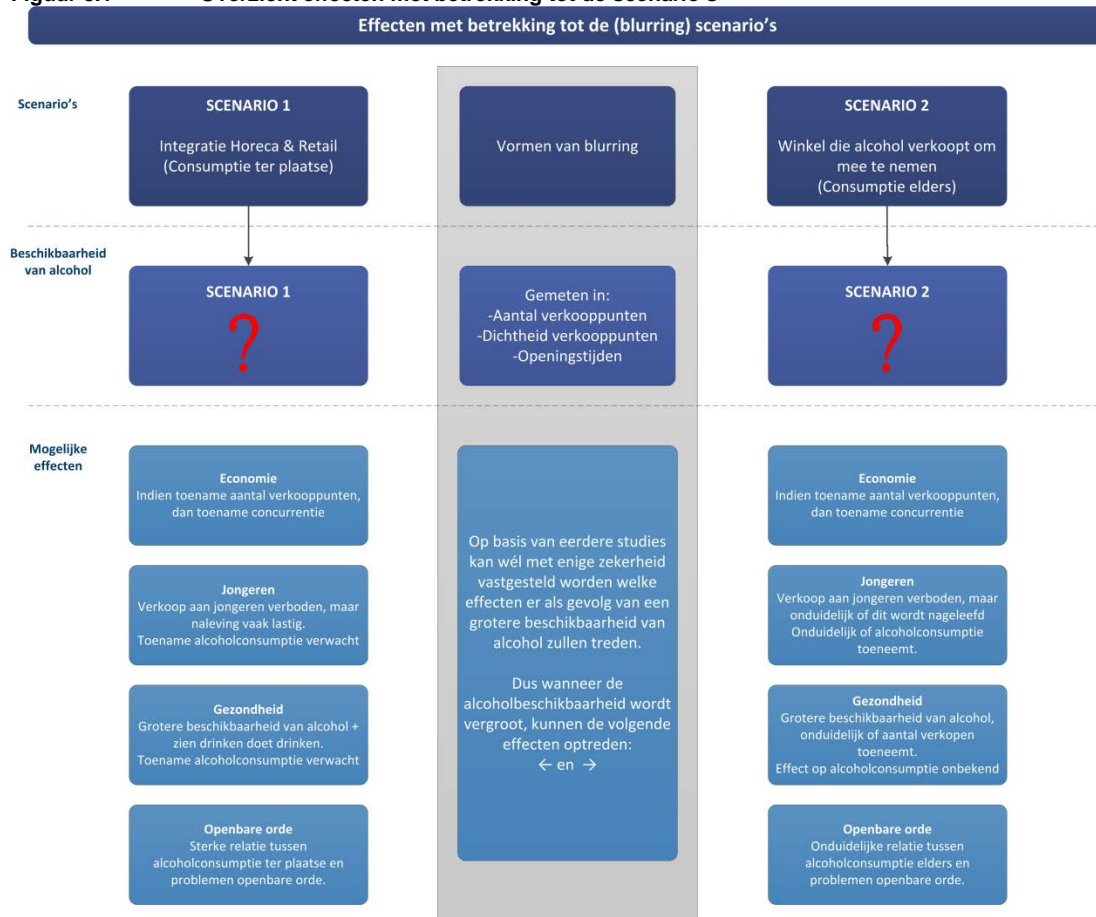 Effecten met betrekking tot de (blurring) scenario's
Scenario's
SCENARIO 1
Integratie Horeca & Retail
(Consumptie ter plaatse)
Vormen van blurring
SCENARIO 2
Winkel die alcohol verkoopt om
mee te nemen
(Consumptie elders)
Beschikbaarheid
van alcohol
SCENARIO 1
?
Gemeten in:
-Aantal verkooppunten
-Dichtheid verkooppunten
-Openingstijden
SCENARIO 2
?
Mogelijke
effecten
Economie
Indien toename aantal verkooppunten,
dan toename concurrentie
Jongeren
Verkoop aan jongeren verboden, maar
naleving vaak lastig.
Toename alcoholconsumptie verwacht
Gezondheid
Grotere beschikbaarheid van alcohol +
zien drinken doet drinken.
Toename alcoholconsumptie verwacht
Openbare orde
Sterke relatie tussen
alcoholconsumptie ter plaatse en
problemen openbare orde.
Op basis van eerdere studies
kan wél met enige zekerheid
vastgesteld worden welke
effecten er als gevolg van een
grotere beschikbaarheid van
alcohol zullen treden.
Dus wanneer de
alcoholbeschikbaarheid wordt
vergroot, kunnen de volgende
effecten optreden:
← en →
Economie
Indien toename aantal verkooppunten,
dan toename concurrentie
Jongeren
Verkoop aan jongeren verboden, maar
onduidelijk of dit wordt nageleefd
Onduidelijk of alcoholconsumptie
toeneemt.
Gezondheid
Grotere beschikbaarheid van alcohol,
onduidelijk of aantal verkopen
toeneemt.
Effect op alcoholconsumptie onbekend
Openbare orde
Onduidelijke relatie tussen
alcoholconsumptie elders en
problemen openbare orde.